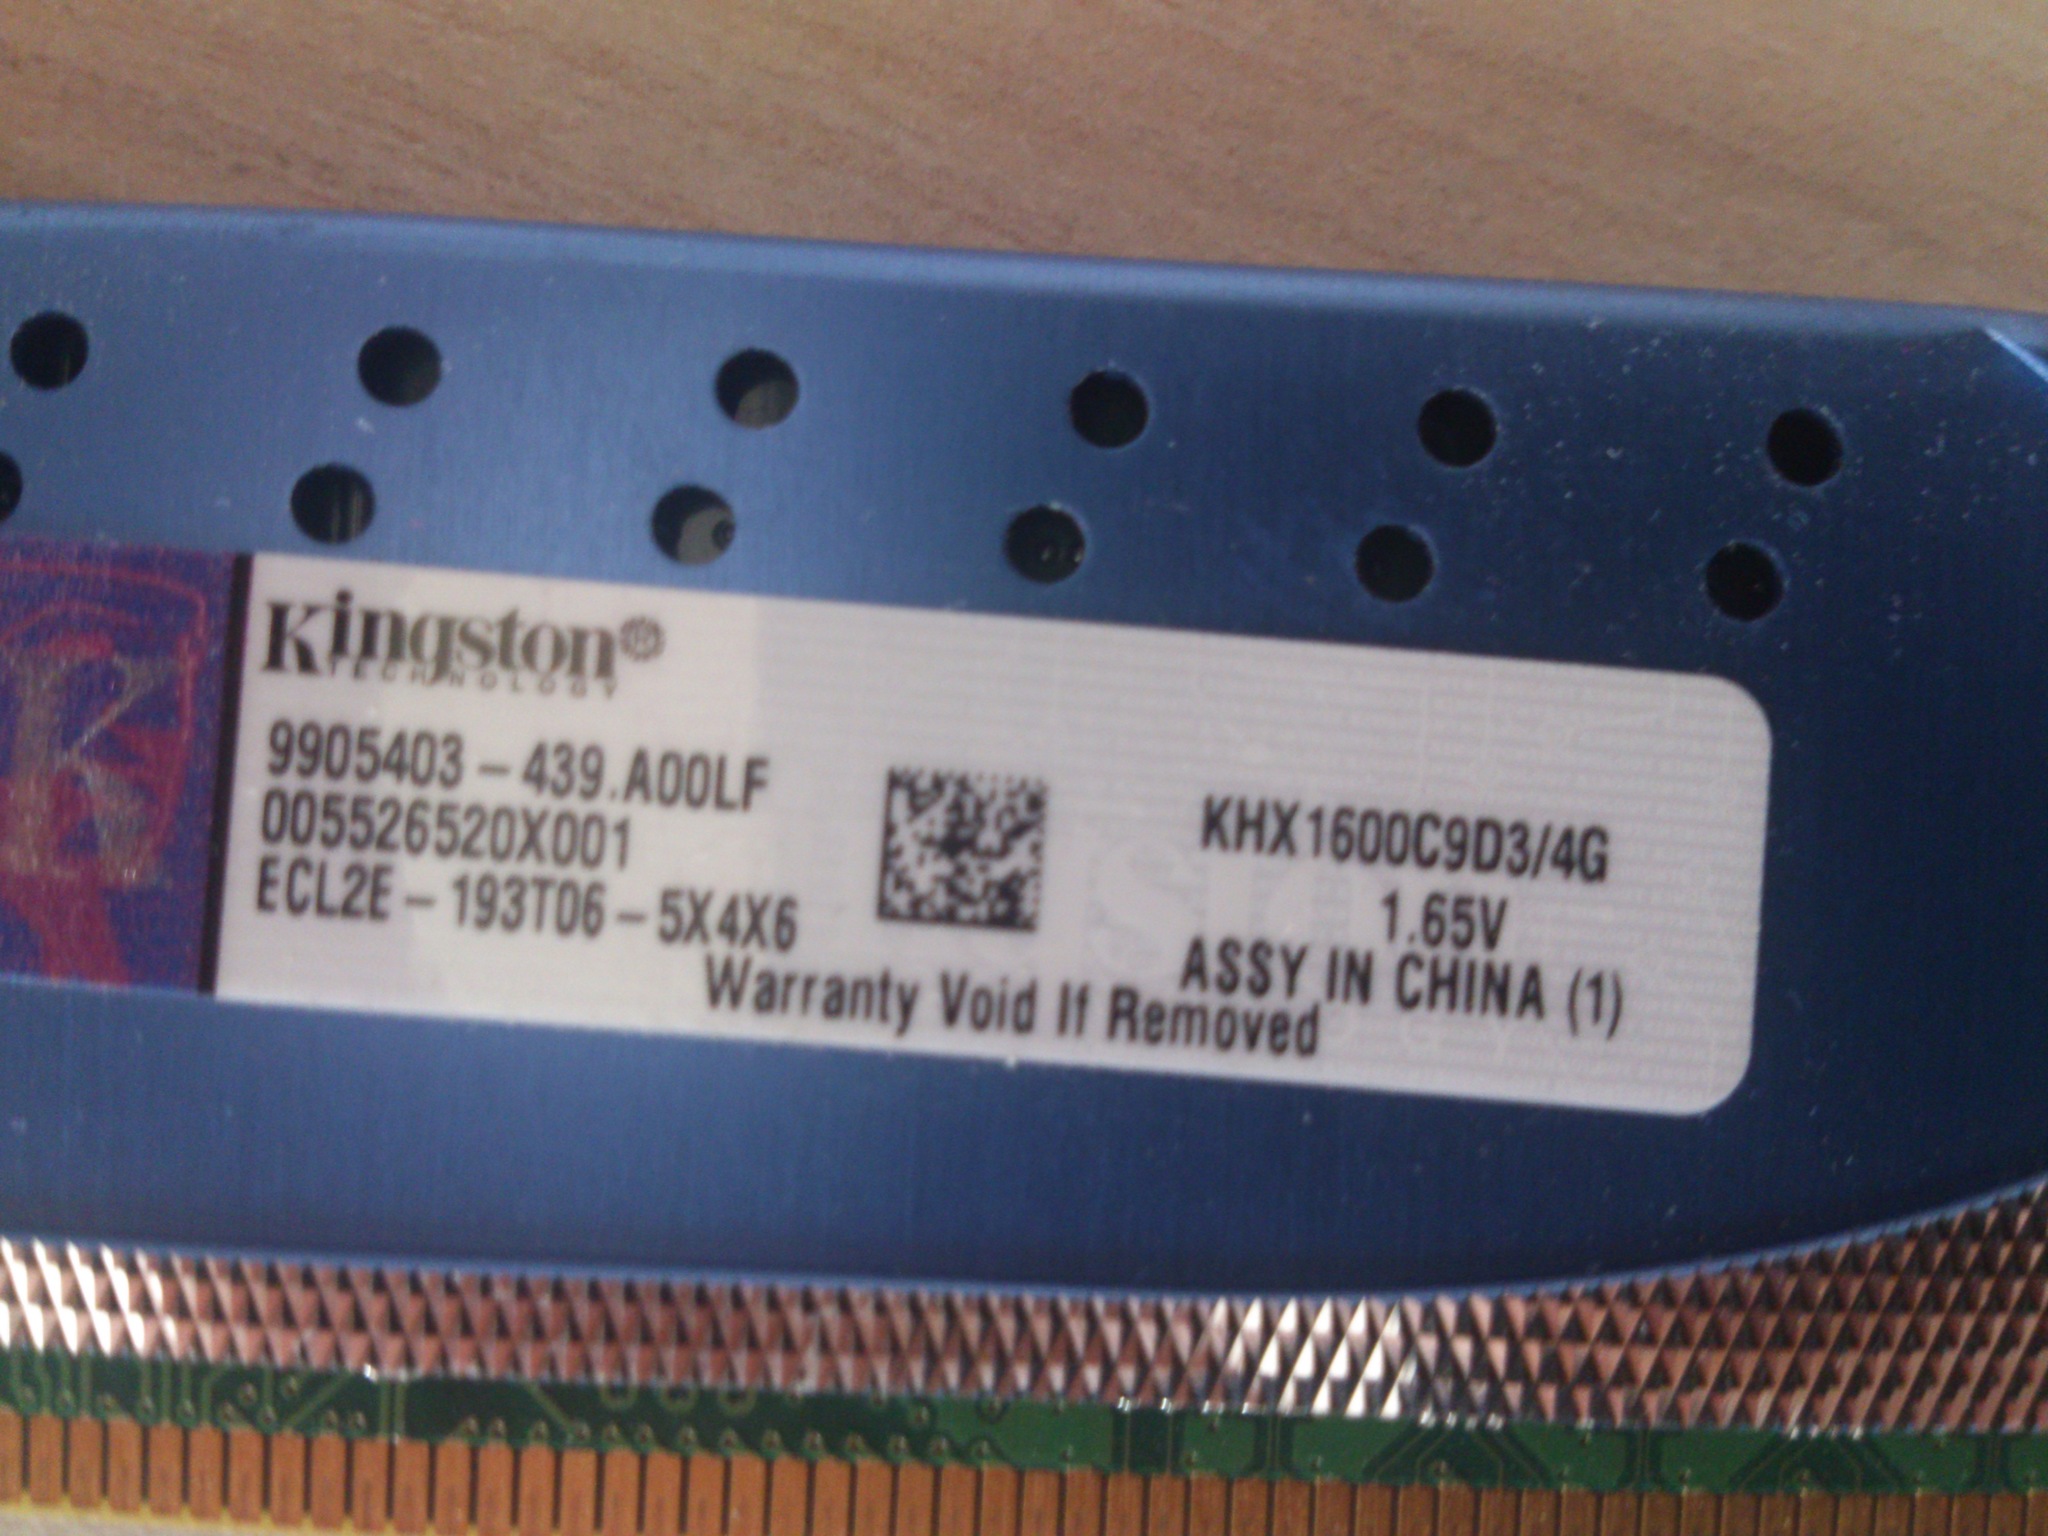 Kingston®
TECHNOLOGY
9905403-439.A00LF
005526520X001
ECL2E-193T06-5X4X6
KHX1600C9D3/4G
1.65V
ASSY IN CHINA (1)
Warranty Void If Removed